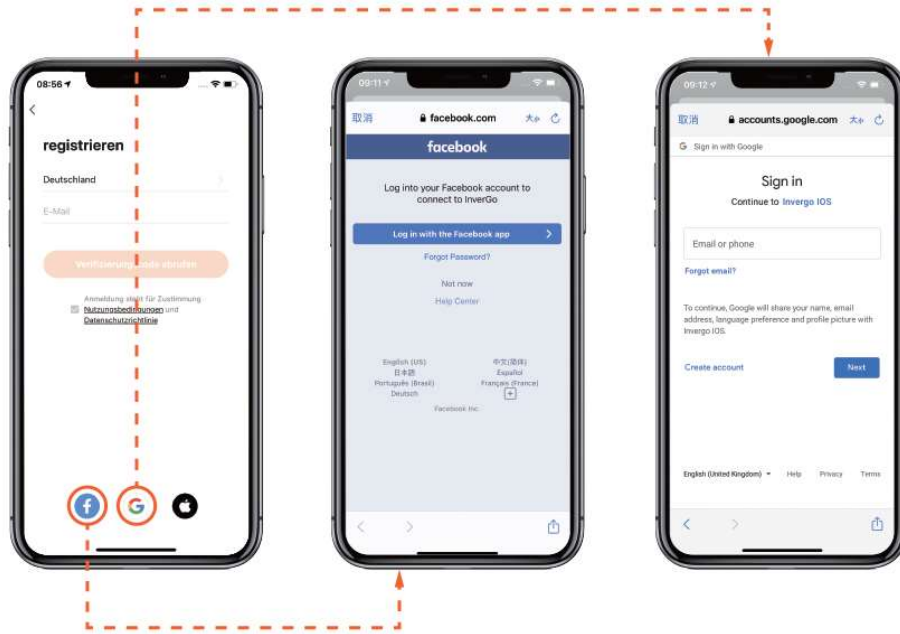 08:56
registrieren
Deutschland
E-Mail
Verifizierungscode abrufen
Anmeldung steht für Zustimmung
Nutzungsbedingungen und
Datenschutzrichtlinie
09:11
取消
facebook.com
大小
facebook
Log into your Facebook account to
connect to InverGo
Log in with the Facebook app
Forgot Password?
Not now
Help Center
English (US)
中文(简体)
日本語
Español
Português (Brasil)
Français (France)
Deutsch
Facebook Inc.
09:12
取消
accounts.google.com
大小
Sign in with Google
Sign in
Continue to Invergo IOS
Email or phone
Forgot email?
To continue, Google will share your name, email
address, language preference and profile picture with
Invergo IOS.
Create account
Next
English (United Kingdom)
Help
Privacy
Terms